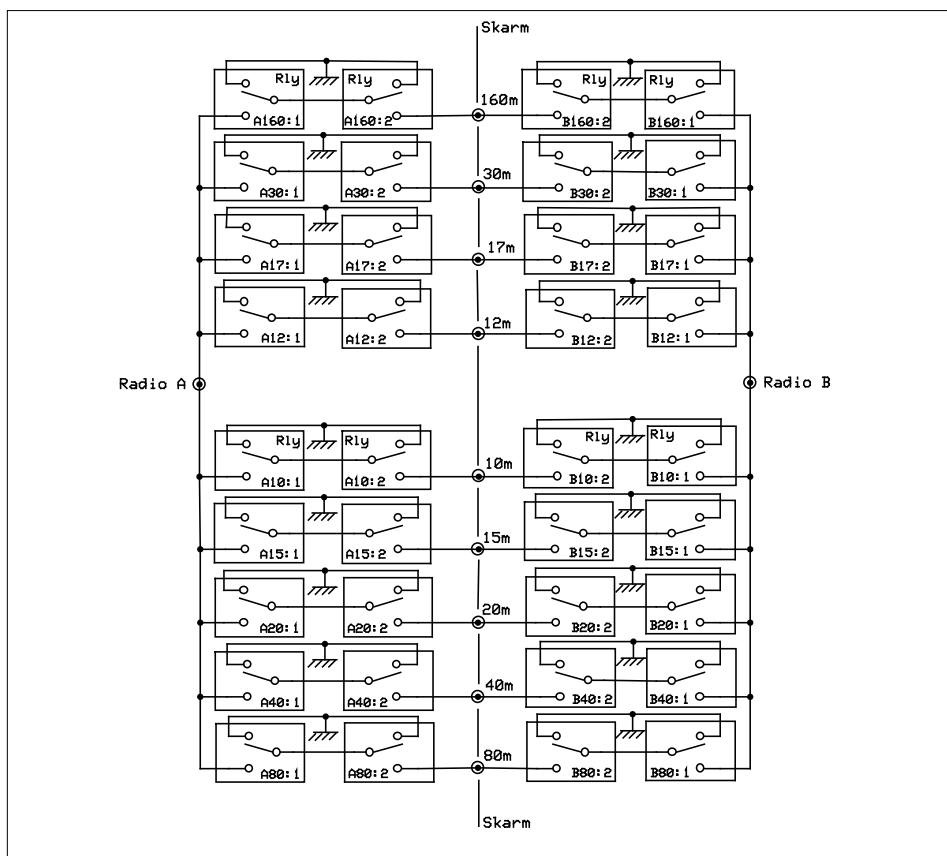 Skarm
Rly Rly Rly Rly
160m
A160:1 A160:2 B160:2 B160:1
30m
A30:1 A30:2 B30:2 B30:1
17m
A17:1 A17:2 B17:2 B17:1
12m
A12:1 A12:2 B12:2 B12:1
Radio A Radio B
Rly Rly Rly Rly
10m
A10:1 A10:2 B10:2 B10:1
15m
A15:1 A15:2 B15:2 B15:1
20m
A20:1 A20:2 B20:2 B20:1
40m
A40:1 A40:2 B40:2 B40:1
80m
A80:1 A80:2 B80:2 B80:1
Skarm